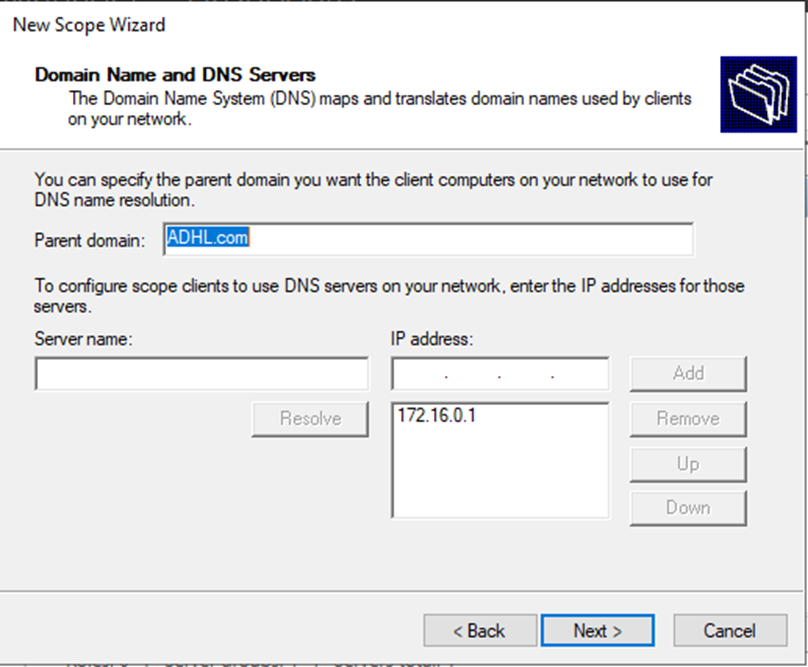 New Scope Wizard
Domain Name and DNS Servers
The Domain Name System (DNS) maps and translates domain names used by clients
on your network.
You can specify the parent domain you want the client computers on your network to use for
DNS name resolution.
Parent domain:
ADHL.com
To configure scope clients to use DNS servers on your network, enter the IP addresses for those
servers.
Server name:
IP address:
. . .
Add
Resolve
172.16.0.1
Remove
Up
Down
< Back
Next >
Cancel